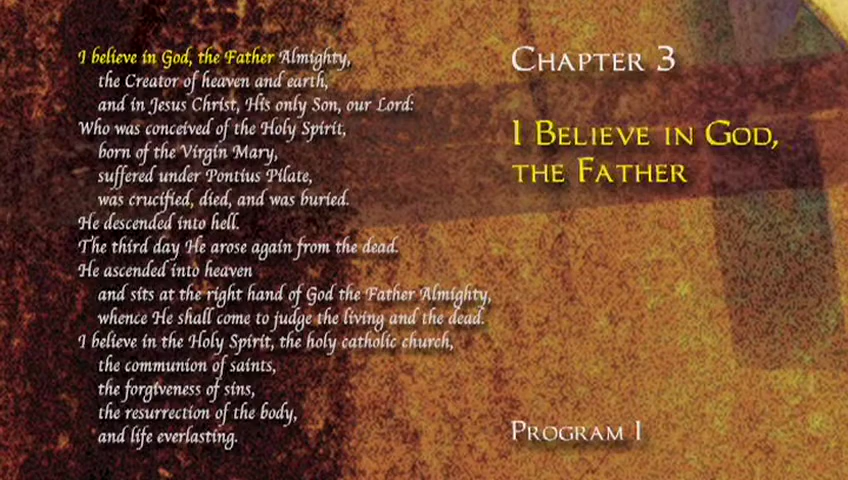 I believe in God, the Father Almighty,
the Creator of heaven and earth,
and in Jesus Christ, His only Son, our Lord:
Who was conceived of the Holy Spirit,
born of the Virgin Mary,
suffered under Pontius Pilate,
was crucified, died, and was buried.
He descended into hell.
The third day He arose again from the dead.
He ascended into heaven
and sits at the right hand of God the Father Almighty,
whence He shall come to judge the living and the dead.
I believe in the Holy Spirit, the holy catholic church,
the communion of saints,
the forgiveness of sins,
the resurrection of the body,
and life everlasting.
Chapter 3
I Believe in God,
the Father
Program 1